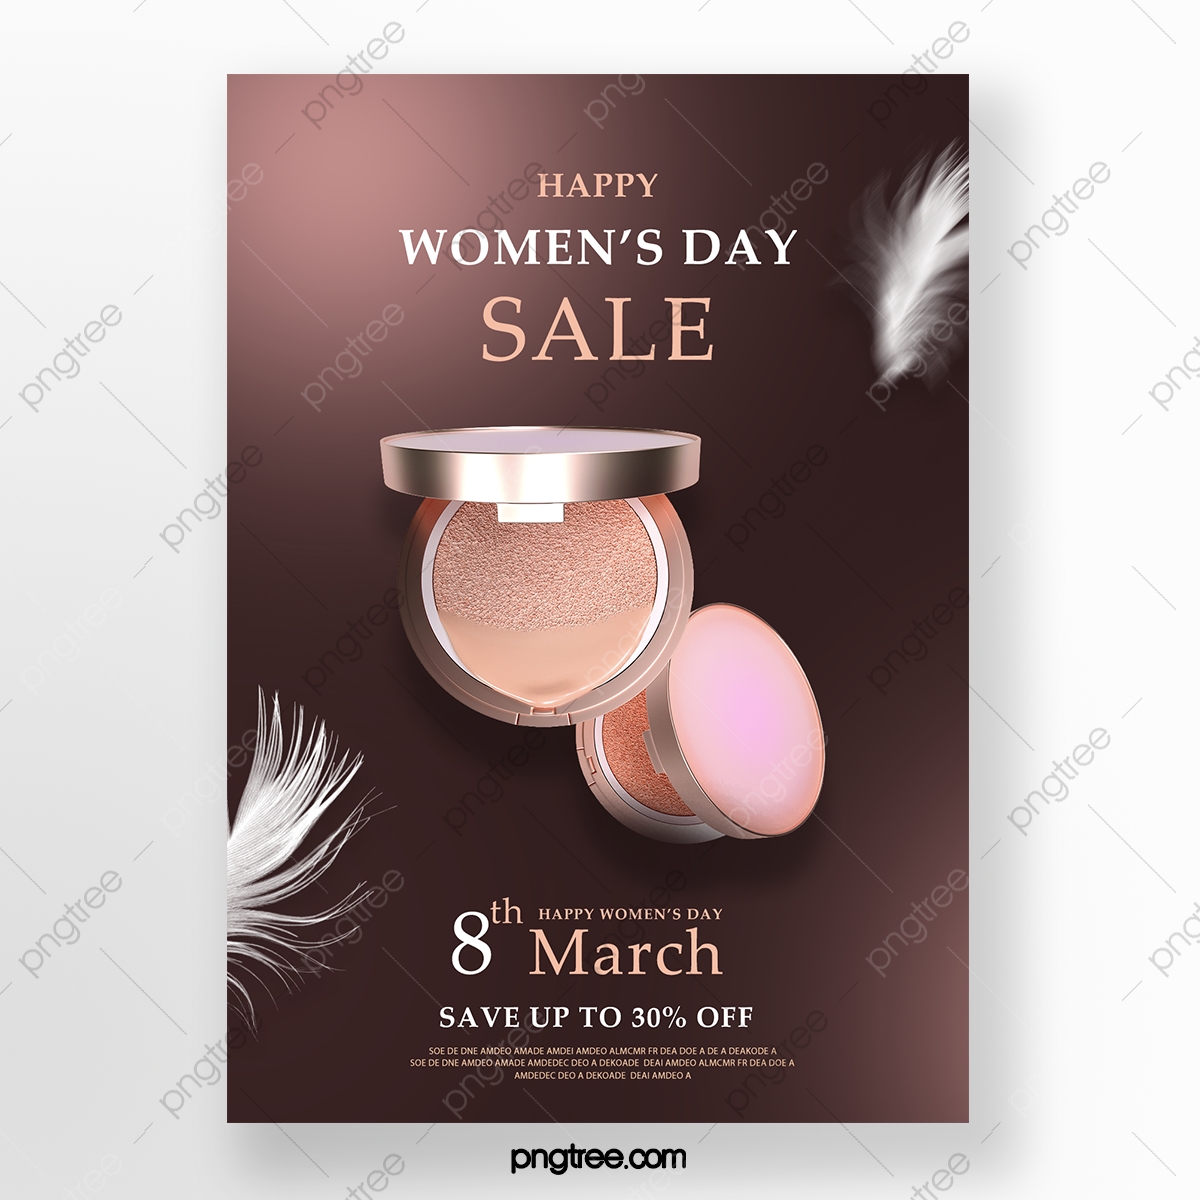 HAPPY
WOMEN'S DAY
SALE
8th HAPPY WOMEN'S DAY
March
SAVE UP TO 30% OFF
SOE DE DNE AMDEO AMADE AMDEI AMDEO ALMCMR FR DEA DOE A DE A DEAKODE A
SOE DE DNE AMDEO AMADE AMDEDEC DEO A DEKOADE DEAI AMDEO ALMCMR FR DEA DOE A
AMDEDEC DEO A DEKOADE DEAI AMDEO A
pngtree.com